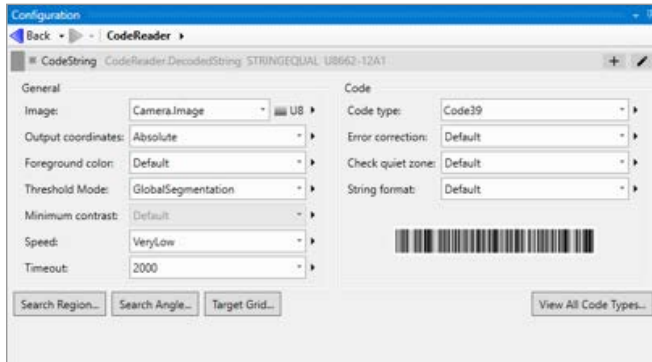 Configuration
Back CodeReader
CodeString CodeReader.DecodedString STRINGEQUAL U8662-12A1
General
Image: Camera.Image U8
Output coordinates: Absolute
Foreground color: Default
Threshold Mode: GlobalSegmentation
Minimum contrast: Default
Speed: VeryLow
Timeout: 2000
Code
Code type: Code39
Error correction: Default
Check quiet zone: Default
String format: Default
Search Region... Search Angle... Target Grid... View All Code Types...